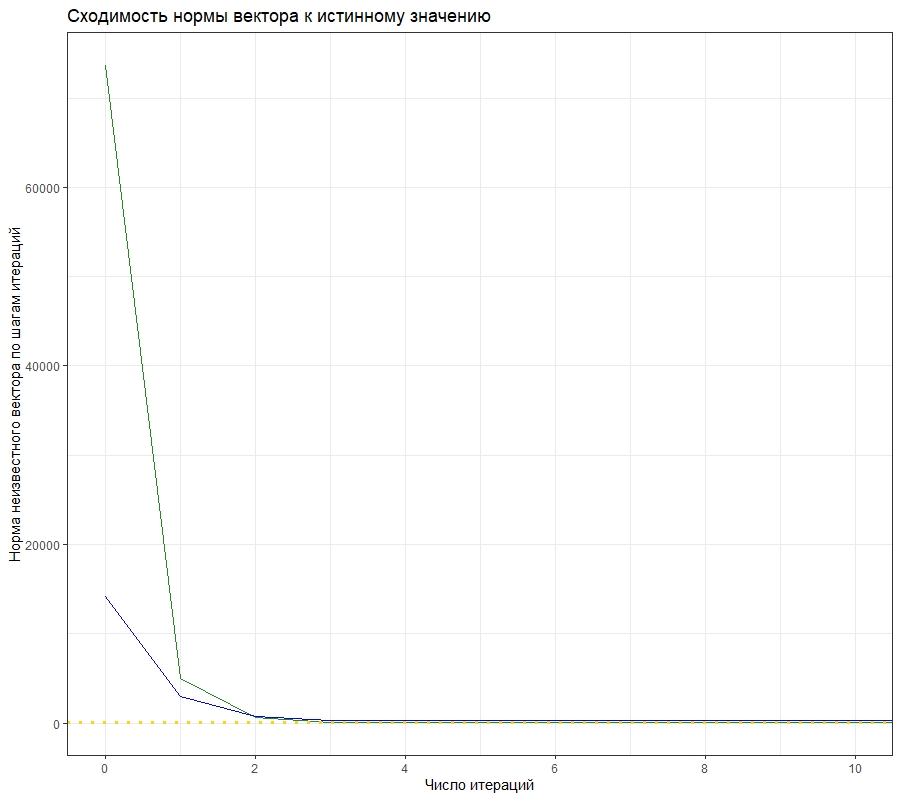 Сходимость нормы вектора к истинному значению
Норма неизвестного вектора по шагам итераций
60000
40000
20000
0
0 2 4 6 8 10
Число итераций